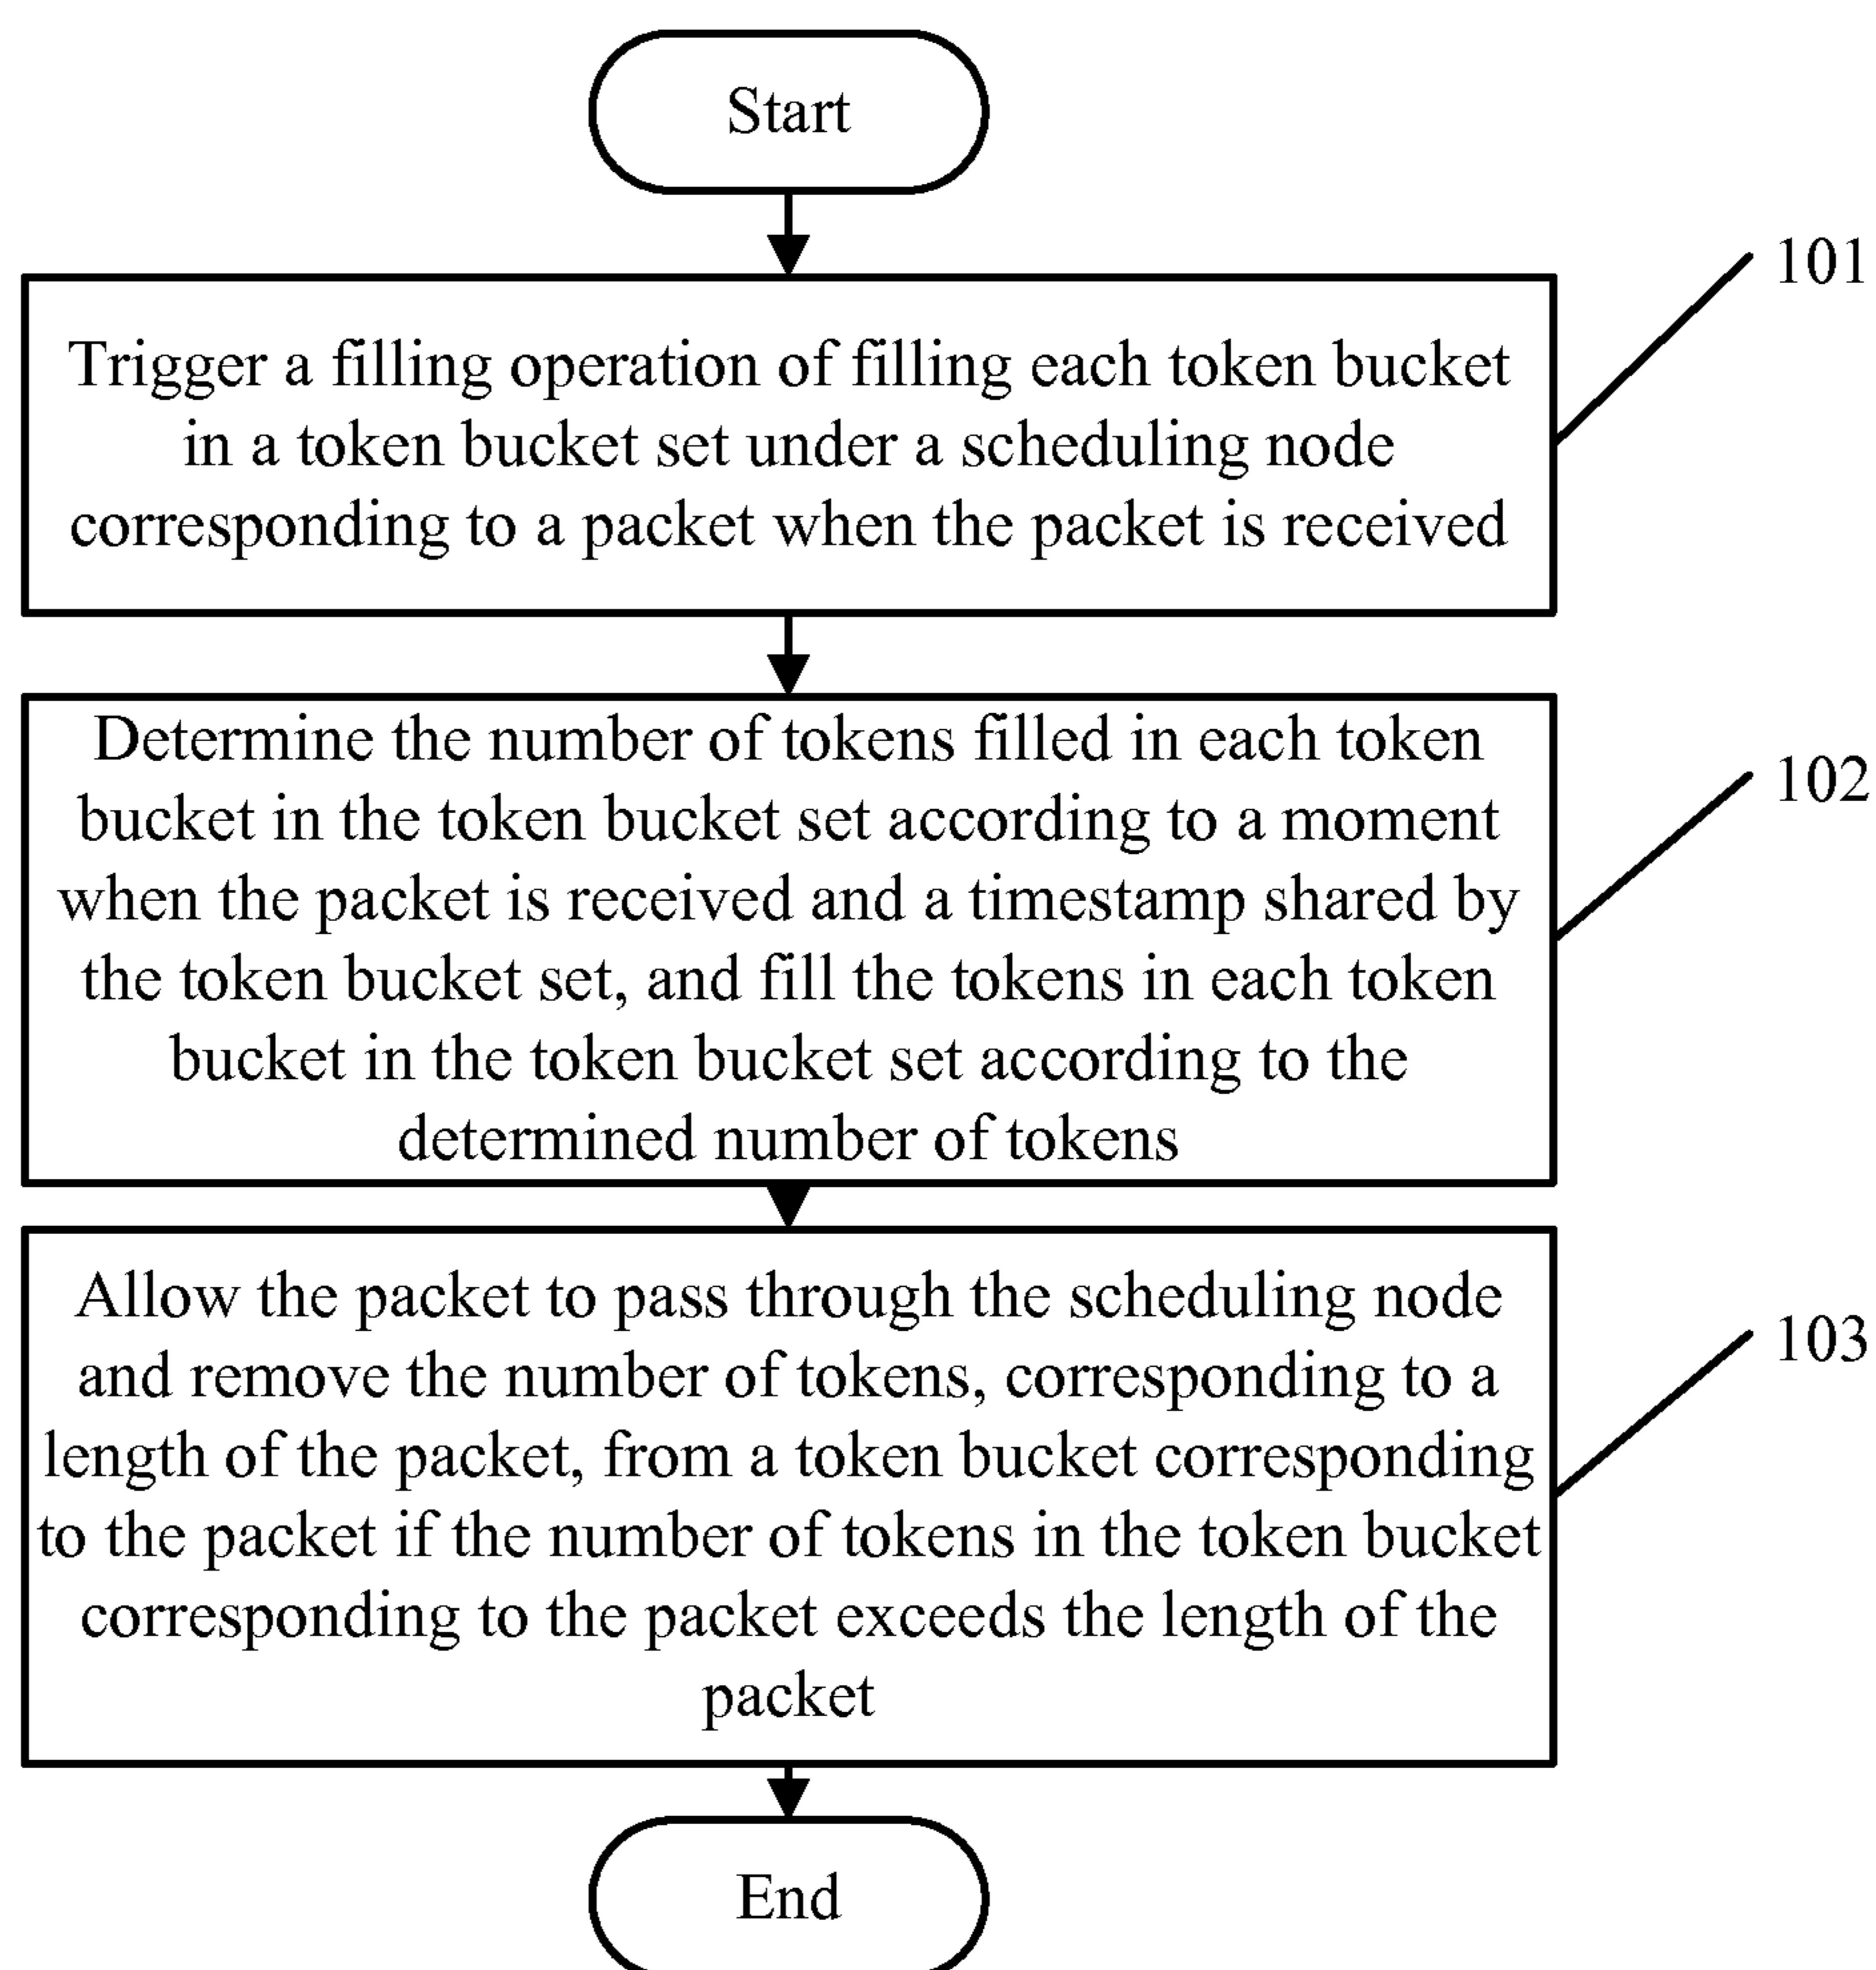 Start
101
Trigger a filling operation of filling each token bucket
in a token bucket set under a scheduling node
corresponding to a packet when the packet is received
102
Determine the number of tokens filled in each token
bucket in the token bucket set according to a moment
when the packet is received and a timestamp shared by
the token bucket set, and fill the tokens in each token
bucket in the token bucket set according to the
determined number of tokens
103
Allow the packet to pass through the scheduling node
and remove the number of tokens, corresponding to a
length of the packet, from a token bucket corresponding
to the packet if the number of tokens in the token bucket
corresponding to the packet exceeds the length of the
packet
End